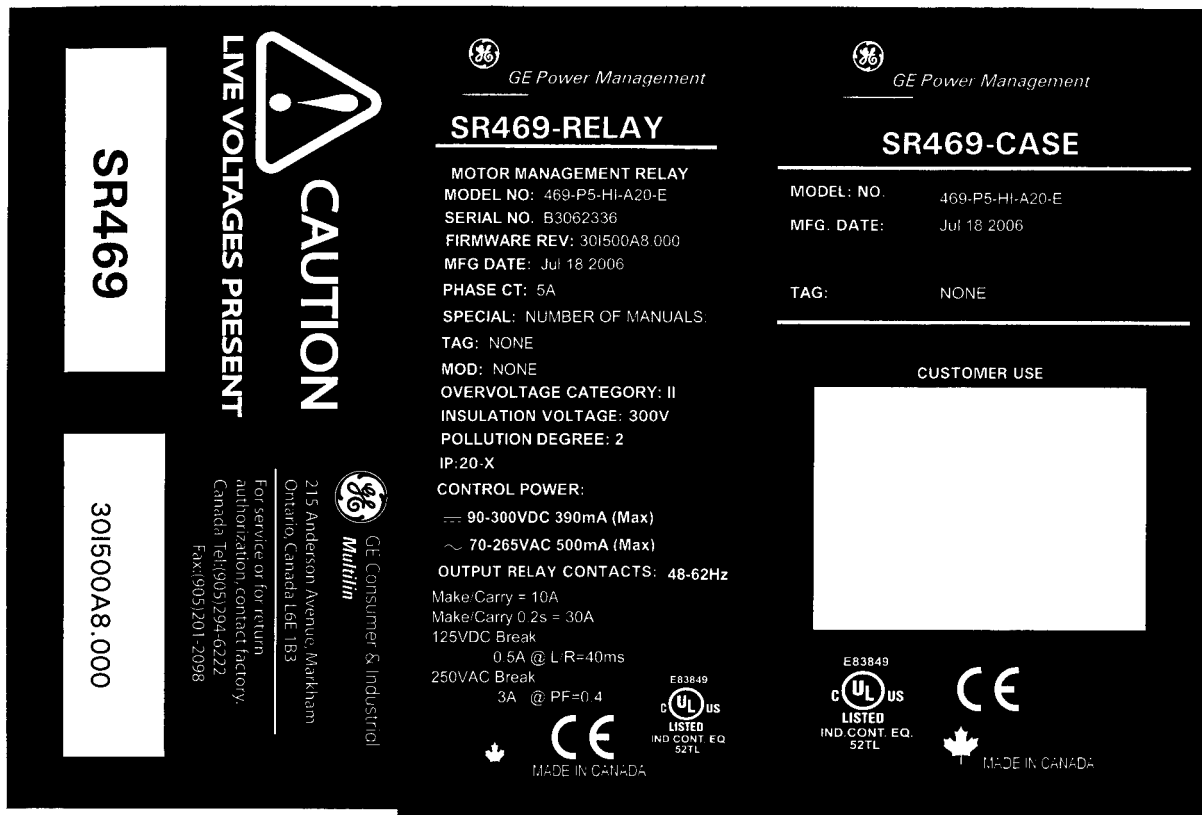 SR469
30I500A8.000
CAUTION
LIVE VOLTAGES PRESENT
GE
GE Consumer & Industrial
Multilin
215 Anderson Avenue, Markham
Ontario, Canada L6E 1B3
For service or for return
authorization, contact factory.
Canada Tel:(905)294-6222
Fax:(905)201-2098
GE
GE Power Management
SR469-RELAY
MOTOR MANAGEMENT RELAY
MODEL NO: 469-P5-HI-A20-E
SERIAL NO. B3062336
FIRMWARE REV: 30I500A8.000
MFG DATE: Jul 18 2006
PHASE CT: 5A
SPECIAL: NUMBER OF MANUALS:
TAG: NONE
MOD: NONE
OVERVOLTAGE CATEGORY: II
INSULATION VOLTAGE: 300V
POLLUTION DEGREE: 2
IP:20-X
CONTROL POWER:
⎓ 90-300VDC 390mA (Max)
~ 70-265VAC 500mA (Max)
OUTPUT RELAY CONTACTS: 48-62Hz
Make/Carry = 10A
Make/Carry 0.2s = 30A
125VDC Break
0.5A @ L/R=40ms
250VAC Break
3A @ PF=0.4
E83849
C UL US
LISTED
IND.CONT. EQ.
52TL
CE
MADE IN CANADA
GE
GE Power Management
SR469-CASE
MODEL: NO. 469-P5-HI-A20-E
MFG. DATE: Jul 18 2006
TAG: NONE
CUSTOMER USE
E83849
C UL US
LISTED
IND.CONT. EQ.
52TL
CE
MADE IN CANADA